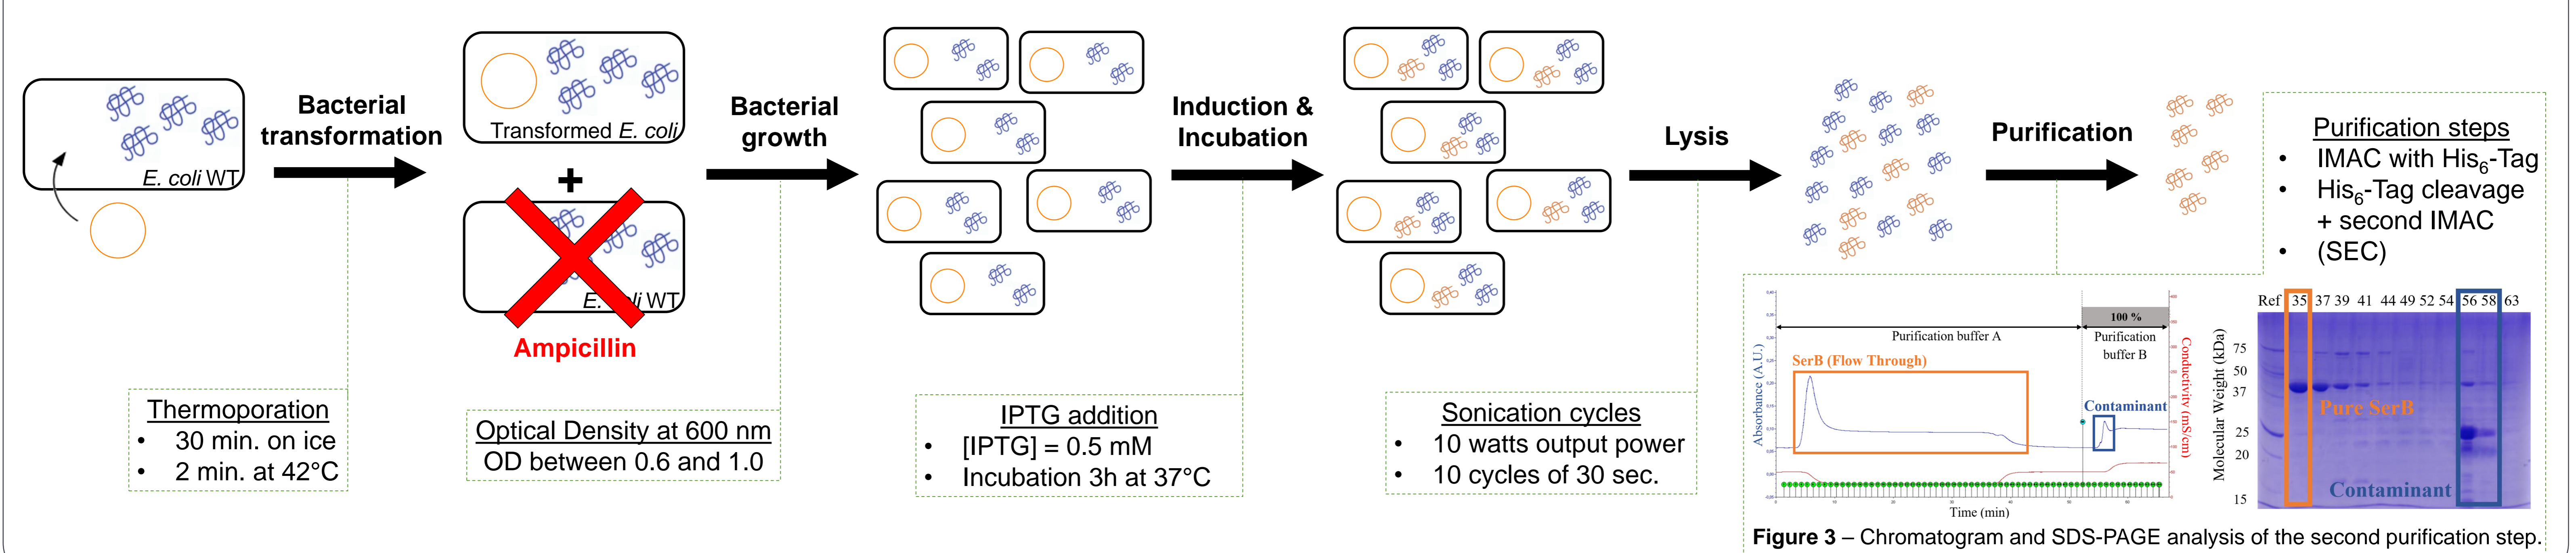 E. coli WT
Bacterial
transformation
Thermoporation
• 30 min. on ice
• 2 min. at 42°C
Transformed E. coli
+
E. coli WT
Ampicillin
Bacterial
growth
Optical Density at 600 nm
OD between 0.6 and 1.0
Induction &
Incubation
IPTG addition
• [IPTG] = 0.5 mM
• Incubation 3h at 37°C
Lysis
Sonication cycles
• 10 watts output power
• 10 cycles of 30 sec.
Purification
Purification steps
• IMAC with His6-Tag
• His6-Tag cleavage
+ second IMAC
• (SEC)
100 %
Purification buffer A
Purification
buffer B
SerB (Flow Through)
Contaminant
Absorbance (A.U.)
Conductivity (mS/cm)
Time (min)
Ref 35 37 39 41 44 49 52 54 56 58 63
Molecular Weight (kDa)
75
50
37
25
20
15
Pure SerB
Contaminant
Figure 3 – Chromatogram and SDS-PAGE analysis of the second purification step.